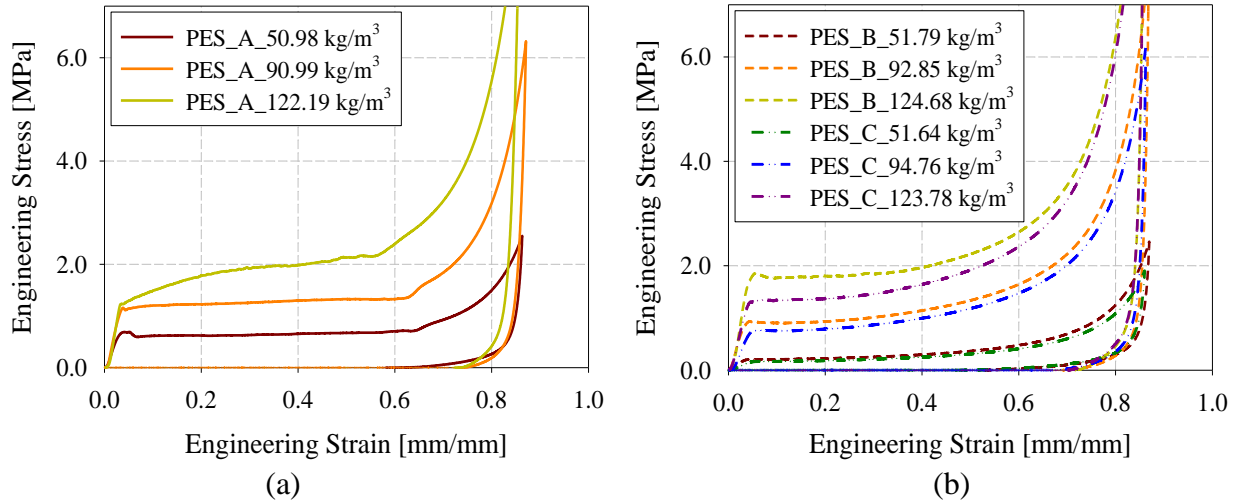 Engineering Stress [MPa]
6.0
4.0
2.0
0.0
PES_A_50.98 kg/m³
PES_A_90.99 kg/m³
PES_A_122.19 kg/m³
0.0 0.2 0.4 0.6 0.8 1.0
Engineering Strain [mm/mm]
(a)
Engineering Stress [MPa]
6.0
4.0
2.0
0.0
PES_B_51.79 kg/m³
PES_B_92.85 kg/m³
PES_B_124.68 kg/m³
PES_C_51.64 kg/m³
PES_C_94.76 kg/m³
PES_C_123.78 kg/m³
0.0 0.2 0.4 0.6 0.8 1.0
Engineering Strain [mm/mm]
(b)